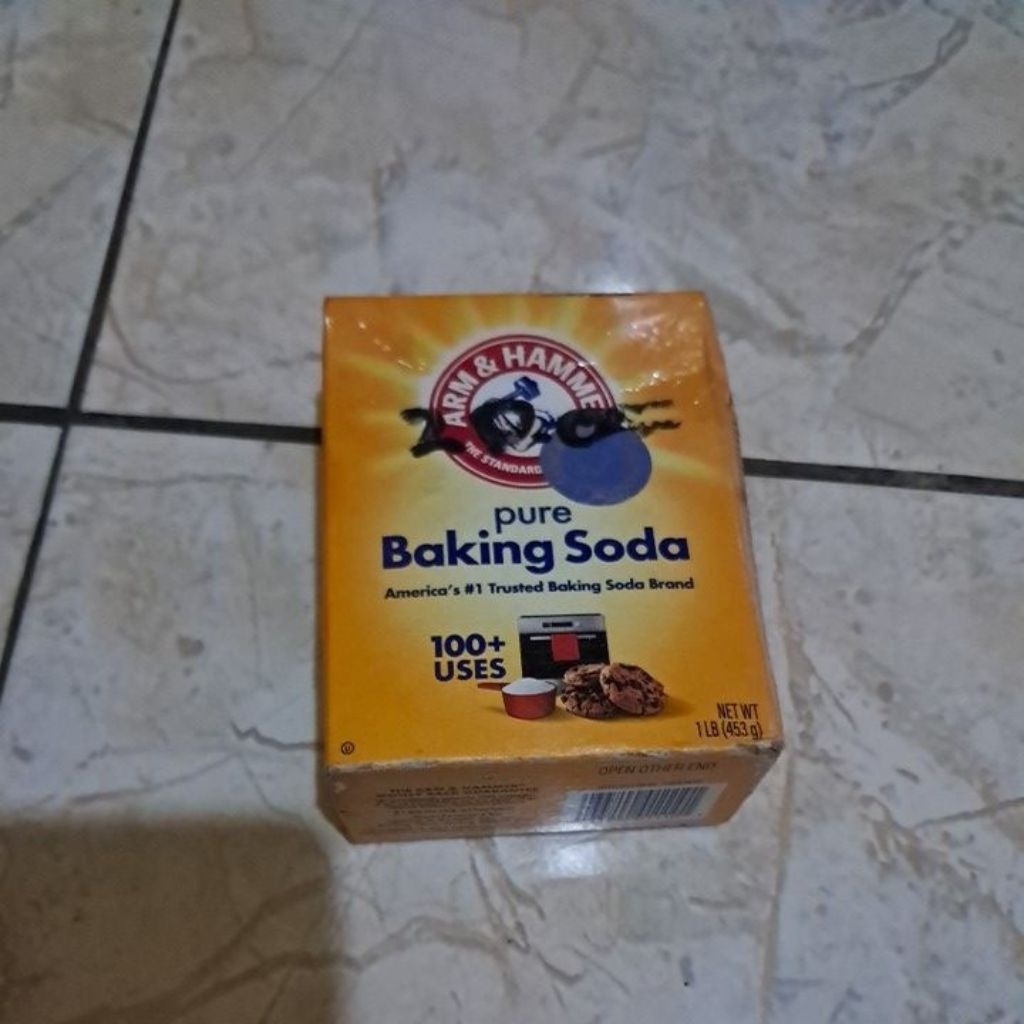 ARM & HAMME
THE STANDARD
pure
Baking Soda
America's #1 Trusted Baking Soda Brand
100+
USES
NET WT
1 LB (453 g)
OPEN OTHER END